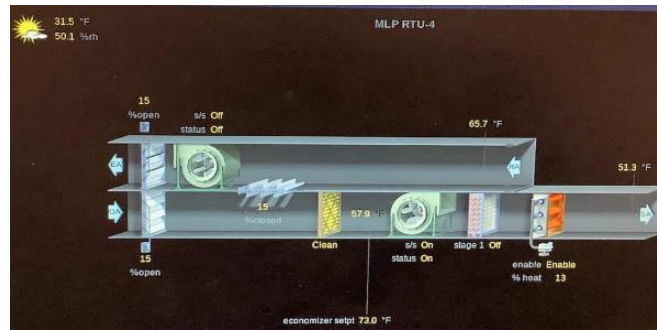 31.5 °F
50.1 %rh
MLP RTU-4
15
%open
s/s Off
status Off
65.7 °F
51.3 °F
EA
RA
OA
15
%closed
57.9 °F
Clean
s/s On
status On
stage 1 Off
15
%open
enable Enable
% heat 13
economizer setpt 73.0 °F